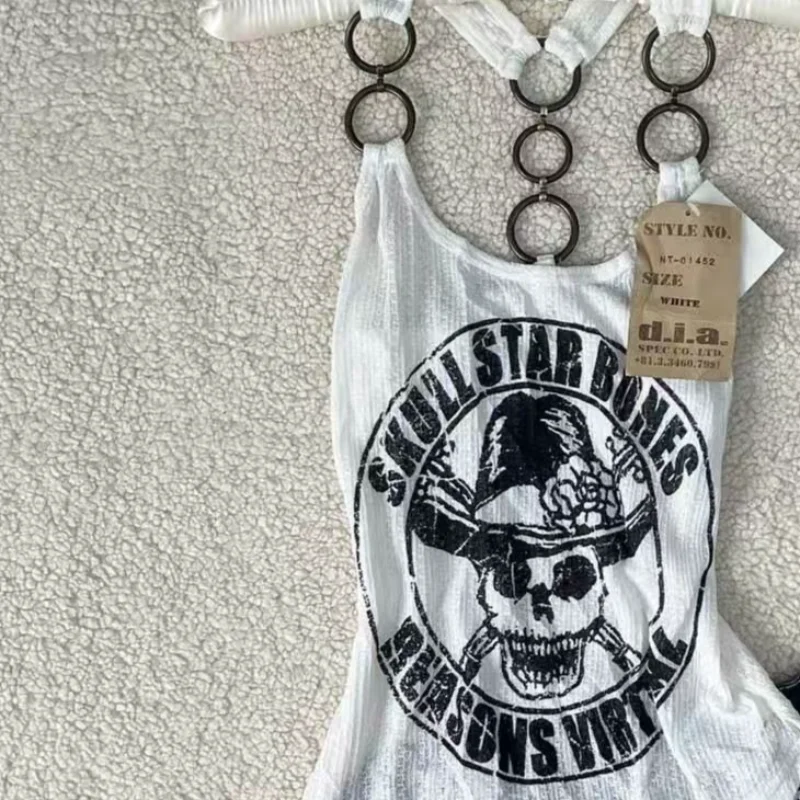 STYLE NO.
NT-01452
SIZE
WHITE
d.i.a.
SPEC CO.,LTD.
SKULL STAR BONES
REASONS VIRTUAL